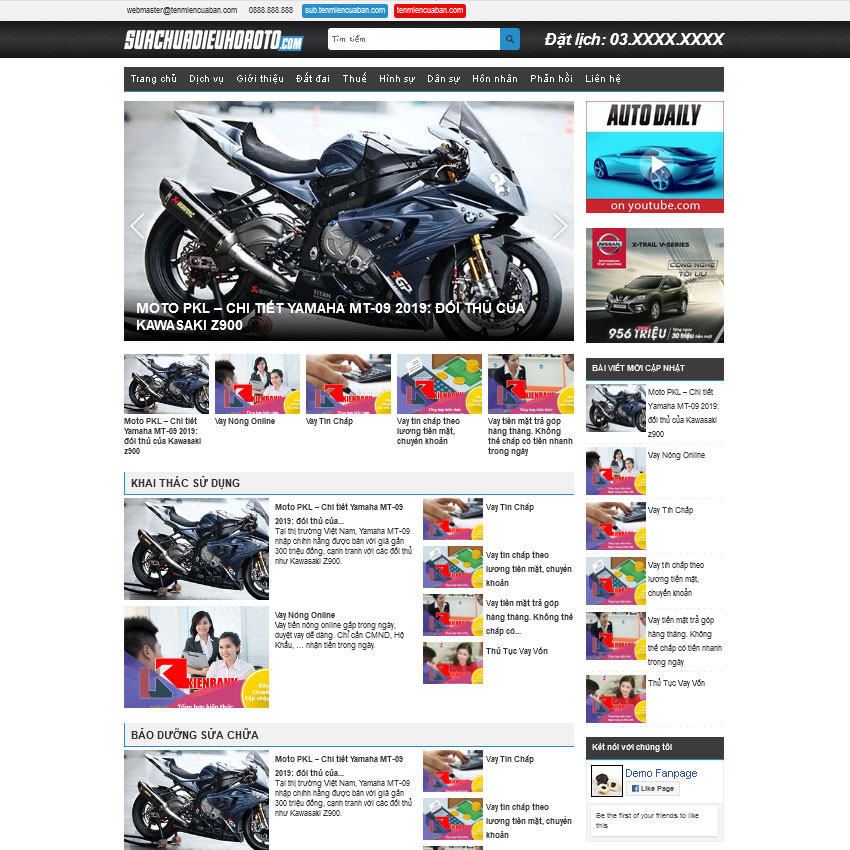 webmaster@tenmiencuaban.com 0888.888.888 sub.tenmiencuaban.com tenmiencuaban.com
SUACHUADIEUHOAOTO.COM Tìm kiếm Đặt lịch: 03.XXXX.XXXX
Trang chủ Dịch vụ Giới thiệu Đất đai Thuế Hình sự Dân sự Hôn nhân Phản hồi Liên hệ
MOTO PKL – CHI TIẾT YAMAHA MT-09 2019: ĐỐI THỦ CỦA
KAWASAKI Z900
Moto PKL – Chi tiết
Yamaha MT-09 2019:
đối thủ của Kawasaki
z900
Vay Nóng Online
Vay Tín Chấp
Vay tín chấp theo
lương tiền mặt,
chuyển khoản
Vay tiền mặt trả góp
hàng tháng. Không
thế chấp có tiền nhanh
trong ngày
KHAI THÁC SỬ DỤNG
Moto PKL – Chi tiết Yamaha MT-09
2019: đối thủ của...
Tại thị trường Việt Nam, Yamaha MT-09
nhập chính hãng được bán với giá gần
300 triệu đồng, cạnh tranh với các đối thủ
như Kawasaki Z900.
Vay Nóng Online
Vay tiền nóng online gấp trong ngày,
duyệt vay dễ dàng. Chỉ cần CMND, Hộ
Khẩu, ... nhận tiền trong ngày.
KIENBANK
Tổng hợp kiến thức
Vay Tín Chấp
Vay tín chấp theo
lương tiền mặt, chuyển
khoản
Vay tiền mặt trả góp
hàng tháng. Không thế
chấp có...
Thủ Tục Vay Vốn
BẢO DƯỠNG SỬA CHỮA
Moto PKL – Chi tiết Yamaha MT-09
2019: đối thủ của...
Tại thị trường Việt Nam, Yamaha MT-09
nhập chính hãng được bán với giá gần
300 triệu đồng, cạnh tranh với các đối thủ
như Kawasaki Z900.
Vay Tín Chấp
Vay tín chấp theo
lương tiền mặt, chuyển
khoản
AUTO DAILY
on youtube.com
NISSAN X-TRAIL V-SERIES
CÔNG NGHỆ
TỐI ƯU
956 TRIỆU
30 triệu
BÀI VIẾT MỚI CẬP NHẬT
Moto PKL – Chi tiết
Yamaha MT-09 2019:
đối thủ của Kawasaki
z900
Vay Nóng Online
Vay Tín Chấp
Vay tín chấp theo
lương tiền mặt,
chuyển khoản
Vay tiền mặt trả góp
hàng tháng. Không
thế chấp có tiền nhanh
trong ngày
Thủ Tục Vay Vốn
Kết nối với chúng tôi
Demo Fanpage
Like Page
Be the first of your friends to like
this